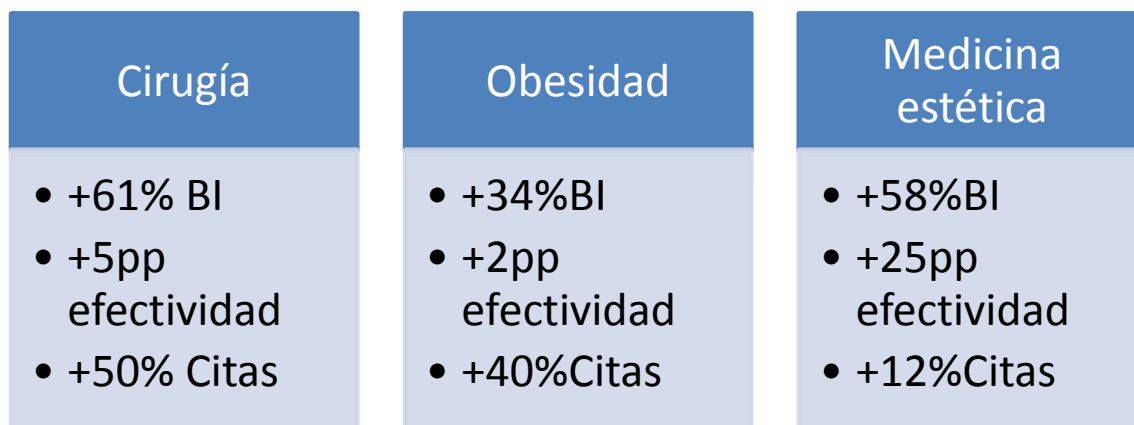 Cirugía
• +61% BI
• +5pp
efectividad
• +50% Citas
Obesidad
• +34%BI
• +2pp
efectividad
• +40%Citas
Medicina
estética
• +58%BI
• +25pp
efectividad
• +12%Citas